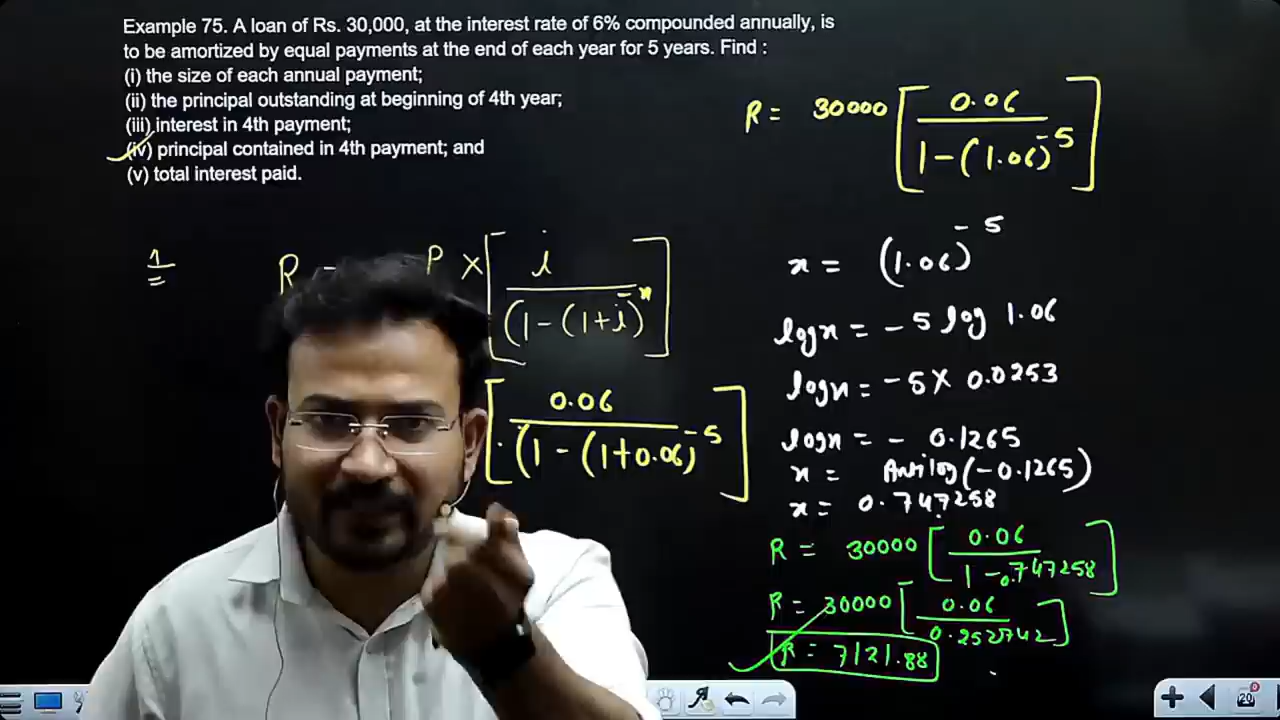 Example 75. A loan of Rs. 30,000, at the interest rate of 6% compounded annually, is
to be amortized by equal payments at the end of each year for 5 years. Find :
(i) the size of each annual payment;
(ii) the principal outstanding at beginning of 4th year;
(iii) interest in 4th payment;
(iv) principal contained in 4th payment; and
(v) total interest paid.
1
R = P × [ i / (1 - (1+i)^-n ]
[ 0.06 / (1 - (1+0.06)^-5 ]
R = 30000 [ 0.06 / 1 - (1.06)^-5 ]
x = (1.06)^-5
log x = -5 log 1.06
log x = -5 × 0.0253
log x = - 0.1265
x = Antilog (-0.1265)
x = 0.747258
R = 30000 [ 0.06 / 1 - 0.747258 ]
R = 30000 [ 0.06 / 0.252742 ]
R = 7121.88
20